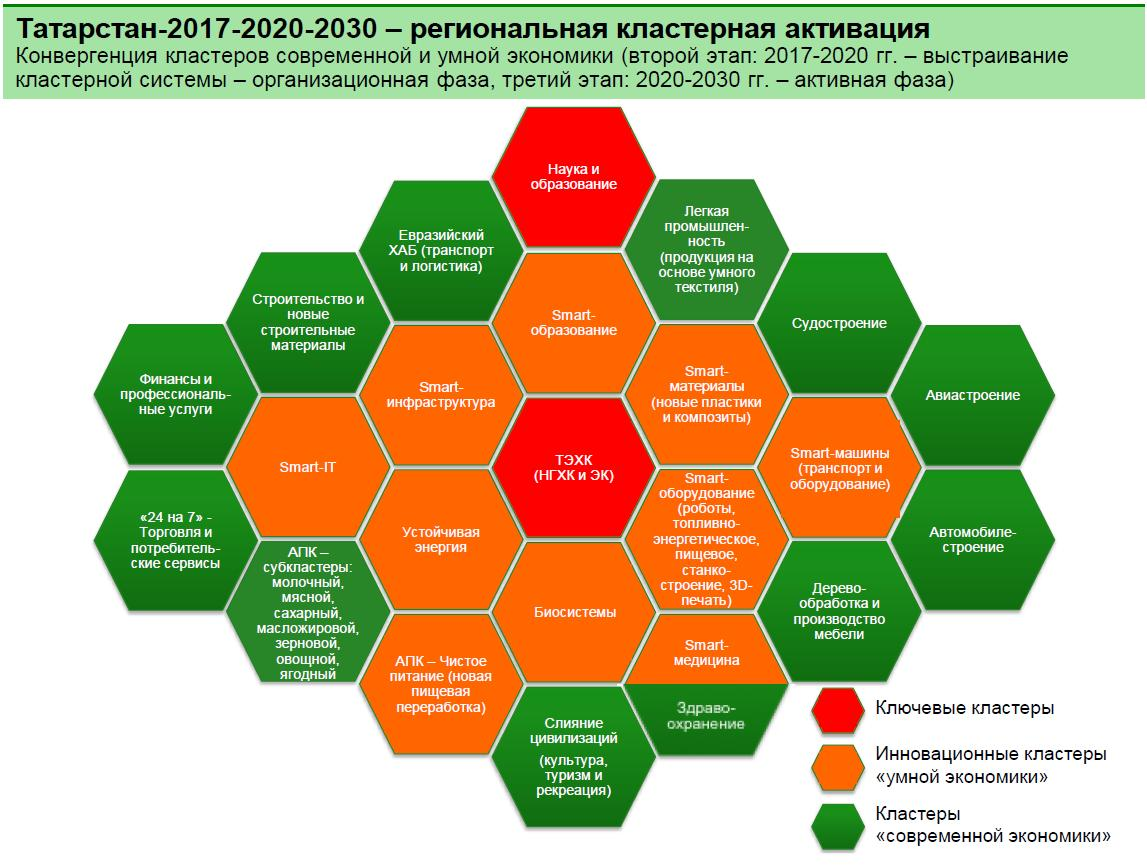 Татарстан-2017-2020-2030 – региональная кластерная активация
Конвергенция кластеров современной и умной экономики (второй этап: 2017-2020 гг. – выстраивание
кластерной системы – организационная фаза, третий этап: 2020-2030 гг. – активная фаза)
Наука и
образование
Евразийский
ХАБ (транспорт
и логистика)
Легкая
промышлен-
ность
(продукция на
основе умного
текстиля)
Строительство и
новые
строительные
материалы
Smart-
образование
Судостроение
Финансы и
профессиональ-
ные услуги
Smart-
инфраструктура
Smart-
материалы
(новые пластики
и композиты)
Авиастроение
Smart-IT
ТЭХК
(НГХК и ЭК)
Smart-машины
(транспорт и
оборудование)
«24 на 7» -
Торговля и
потребитель-
ские сервисы
Устойчивая
энергия
Smart-
оборудование
(роботы,
топливно-
энергетическое,
пищевое,
станко-
строение, 3D-
печать)
Автомобиле-
строение
АПК –
субкластеры:
молочный,
мясной,
сахарный,
масложировой,
зерновой,
овощной,
ягодный
Биосистемы
Дерево-
обработка и
производство
мебели
АПК – Чистое
питание (новая
пищевая
переработка)
Smart-
медицина
Здраво-
охранение
Слияние
цивилизаций
(культура,
туризм и
рекреация)
Ключевые кластеры
Инновационные кластеры
«умной экономики»
Кластеры
«современной экономики»